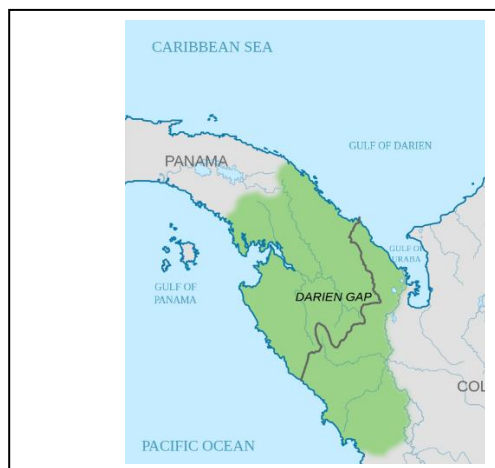 CARIBBEAN SEA
GULF OF DARIEN
PANAMA
GULF OF
URABA
GULF OF
PANAMA
DARIEN GAP
COL
PACIFIC OCEAN